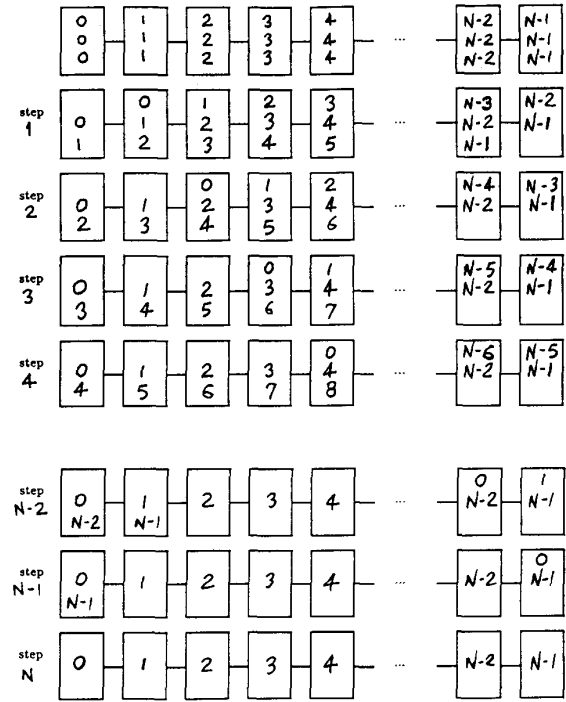 0 1 2 3 4 N-2 N-1
0 1 2 3 4 ... N-2 N-1
0 1 2 3 4 N-2 N-1
step 0 1 2 3 N-3 N-2
1 0 1 2 3 4 ... N-2 N-1
1 2 3 4 5 N-1
step 0 1 2 N-4 N-3
2 0 1 2 3 4 ... N-2 N-1
2 3 4 5 6
step 0 1 N-5 N-4
3 0 1 2 3 4 ... N-2 N-1
3 4 5 6 7
step 0 N-6 N-5
4 0 1 2 3 4 ... N-2 N-1
4 5 6 7 8
step 0 1
N-2 0 1 2 3 4 ... N-2 N-1
N-2 N-1
step 0
N-1 0 1 2 3 4 ... N-2 N-1
N-1
step
N 0 1 2 3 4 ... N-2 N-1